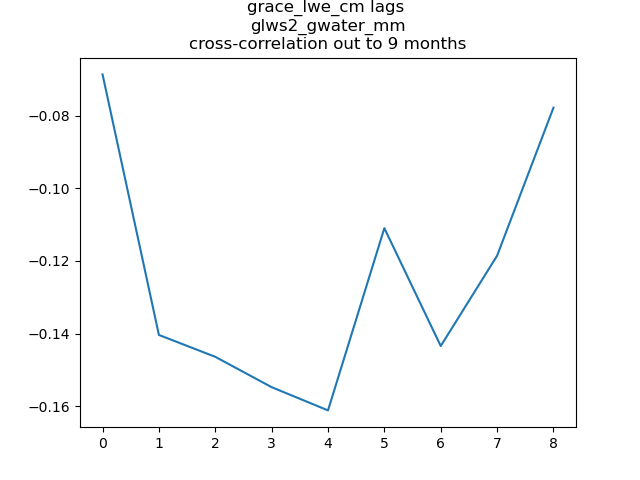 grace_lwe_cm lags
glws2_gwater_mm
cross-correlation out to 9 months
−0.08
−0.10
−0.12
−0.14
−0.16
0 1 2 3 4 5 6 7 8